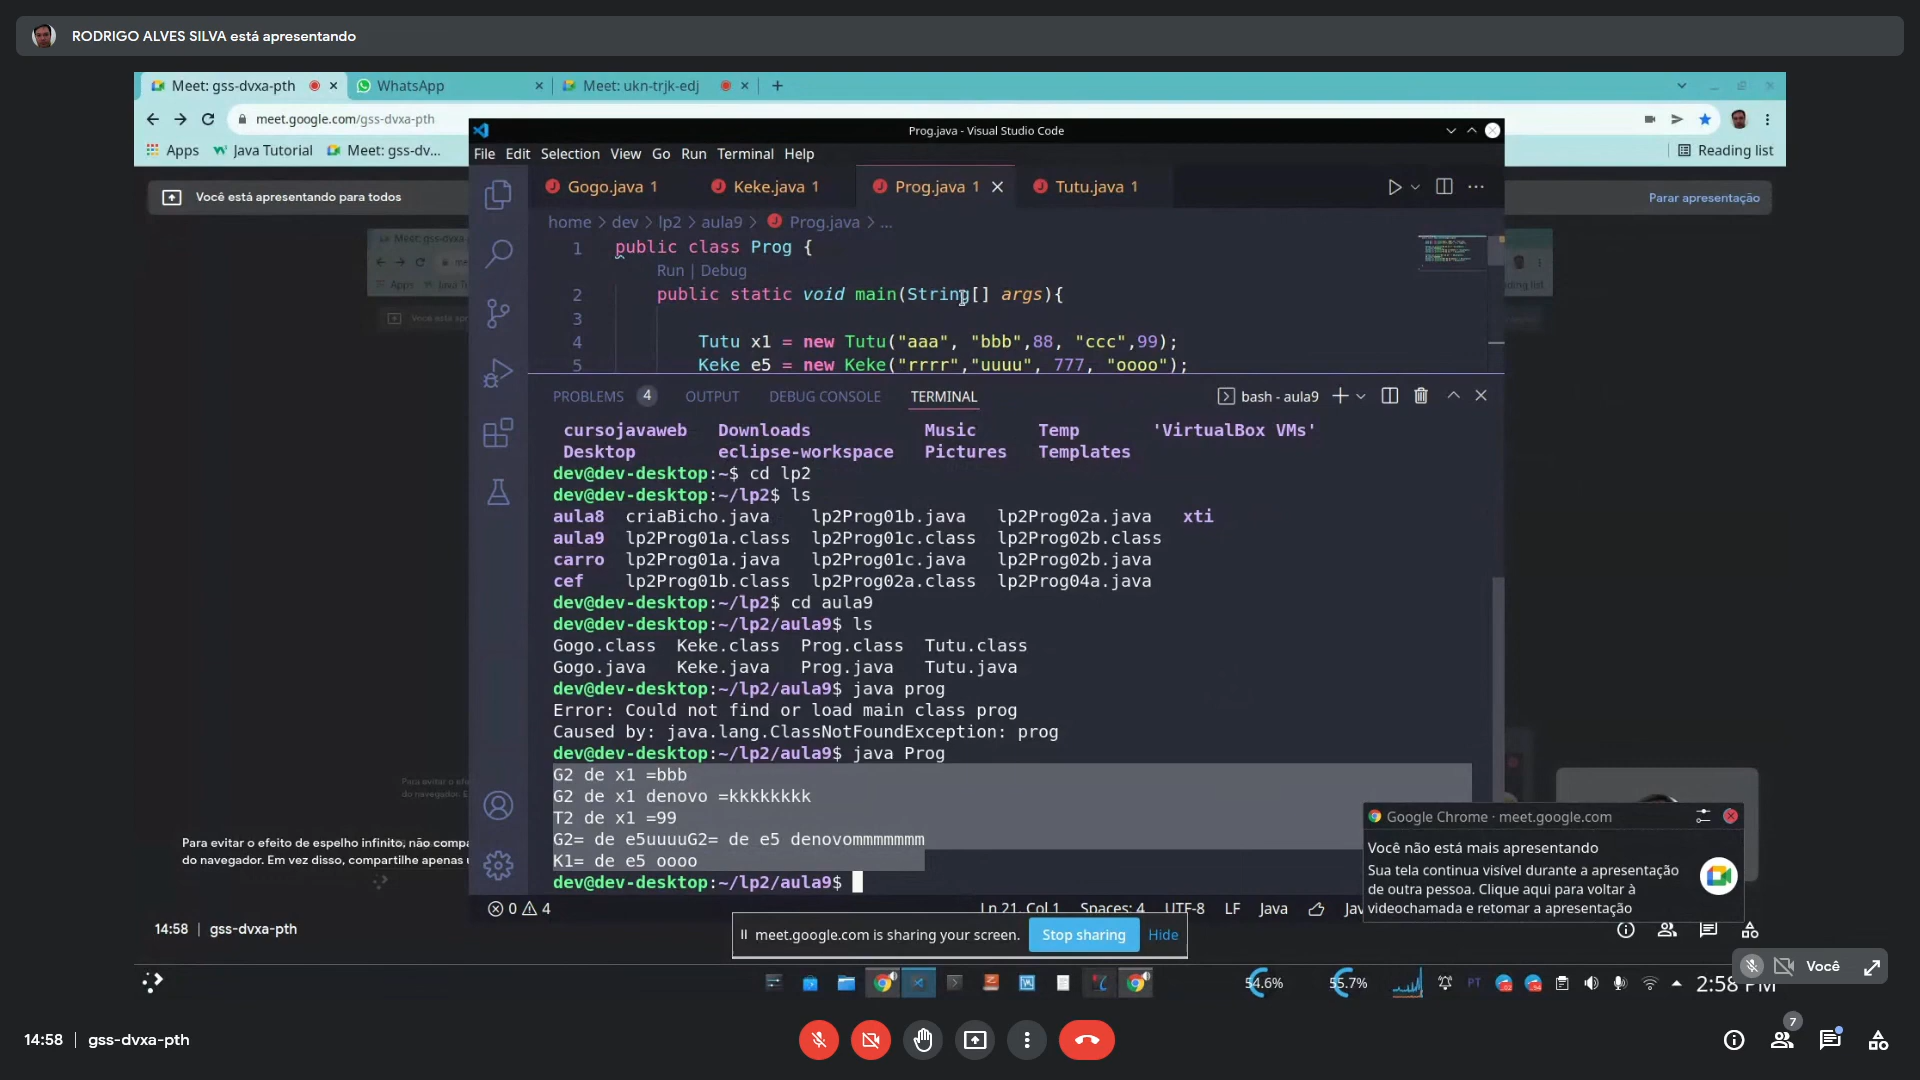 RODRIGO ALVES SILVA está apresentando
Meet: gss-dvxa-pth
WhatsApp
Meet: ukn-trjk-edj
meet.google.com/gss-dvxa-pth
Apps
Java Tutorial
Meet: gss-dv...
Reading list
Você está apresentando para todos
Parar apresentação
Prog.java - Visual Studio Code
File Edit Selection View Go Run Terminal Help
Gogo.java 1
Keke.java 1
Prog.java 1
Tutu.java 1
home > dev > lp2 > aula9 > Prog.java > ...
1 public class Prog {
Run | Debug
2 public static void main(String[] args){
3
4 Tutu x1 = new Tutu("aaa", "bbb",88, "ccc",99);
5 Keke e5 = new Keke("rrrr","uuuu", 777, "oooo");
PROBLEMS 4 OUTPUT DEBUG CONSOLE TERMINAL
bash - aula9
cursojavaweb Downloads Music Temp 'VirtualBox VMs'
Desktop eclipse-workspace Pictures Templates
dev@dev-desktop:~$ cd lp2
dev@dev-desktop:~/lp2$ ls
aula8 criaBicho.java lp2Prog01b.java lp2Prog02a.java xti
aula9 lp2Prog01a.class lp2Prog01c.class lp2Prog02b.class
carro lp2Prog01a.java lp2Prog01c.java lp2Prog02b.java
cef lp2Prog01b.class lp2Prog02a.class lp2Prog04a.java
dev@dev-desktop:~/lp2$ cd aula9
dev@dev-desktop:~/lp2/aula9$ ls
Gogo.class Keke.class Prog.class Tutu.class
Gogo.java Keke.java Prog.java Tutu.java
dev@dev-desktop:~/lp2/aula9$ java prog
Error: Could not find or load main class prog
Caused by: java.lang.ClassNotFoundException: prog
dev@dev-desktop:~/lp2/aula9$ java Prog
G2 de x1 =bbb
G2 de x1 denovo =kkkkkkkk
T2 de x1 =99
G2= de e5uuuuG2= de e5 denovommmmmmm
K1= de e5 oooo
dev@dev-desktop:~/lp2/aula9$
0 4
Ln 21, Col 1 Spaces: 4 UTF-8 LF Java
Para evitar o efeito de espelho infinito, não compa
do navegador. Em vez disso, compartilhe apenas
Google Chrome · meet.google.com
Você não está mais apresentando
Sua tela continua visível durante a apresentação
de outra pessoa. Clique aqui para voltar à
videochamada e retomar a apresentação
14:58 | gss-dvxa-pth
meet.google.com is sharing your screen. Stop sharing Hide
Você
54.6%
55.7%
PT
2:58 PM
14:58 | gss-dvxa-pth
7